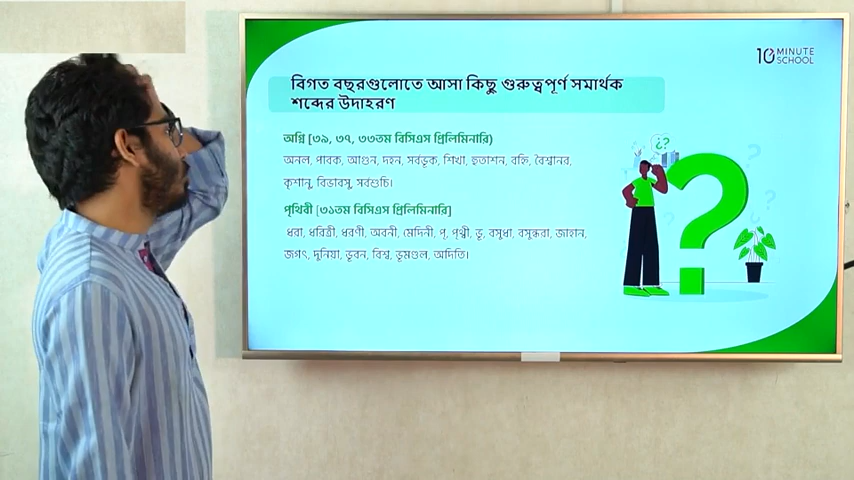 10 MINUTE
SCHOOL
বিগত বছরগুলোতে আসা কিছু গুরুত্বপূর্ণ সমার্থক
শব্দের উদাহরণ
অগ্নি [৩৯, ৩৭, ৩৩তম বিসিএস প্রিলিমিনারি)
অনল, পাবক, আগুন, দহন, সর্বভূক, শিখা, হুতাশন, বহ্নি, বৈশ্বানর,
কৃশানু, বিভাবসু, সর্বশুচি।
পৃথিবী [৩১তম বিসিএস প্রিলিমিনারি]
ধরা, ধরিত্রী, ধরণী, অবনী, মেদিনী, পৃ, পৃথ্বী, ভূ, বসুধা, বসুন্ধরা, জাহান,
জগৎ, দুনিয়া, ভূবন, বিশ্ব, ভূমণ্ডল, অদিতি।
¿?